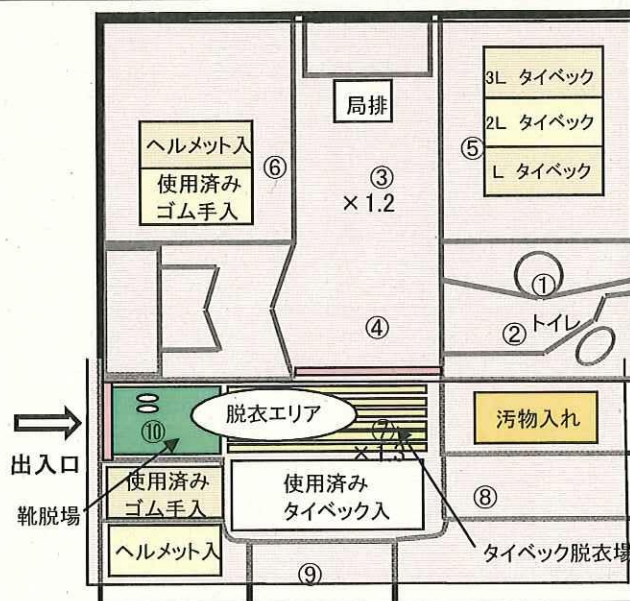 局排
3L タイベック
2L タイベック
L タイベック
⑤
ヘルメット入
使用済み
ゴム手入
⑥
③
×1.2
①
②
トイレ
④
出入口
脱衣エリア
⑩
⑦
×1.3
汚物入れ
靴脱場
使用済み
ゴム手入
ヘルメット入
使用済み
タイベック入
⑧
タイベック脱衣場
⑨